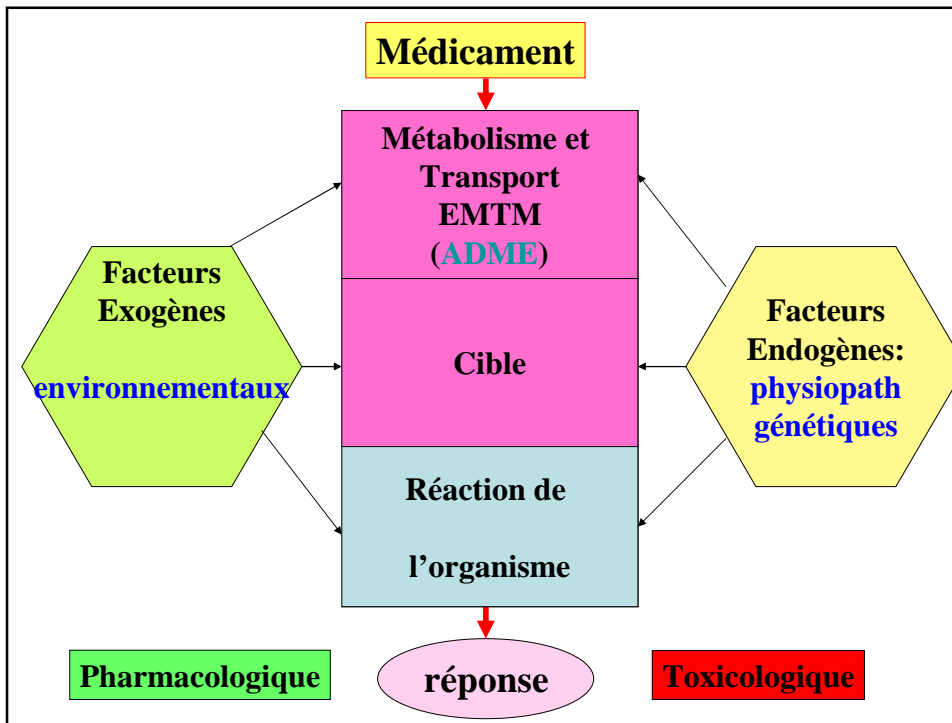 Médicament
Métabolisme et
Transport
EMTM
(ADME)
Facteurs
Exogènes
environnementaux
Cible
Facteurs
Endogènes:
physiopath
génétiques
Réaction de
l’organisme
Pharmacologique
réponse
Toxicologique